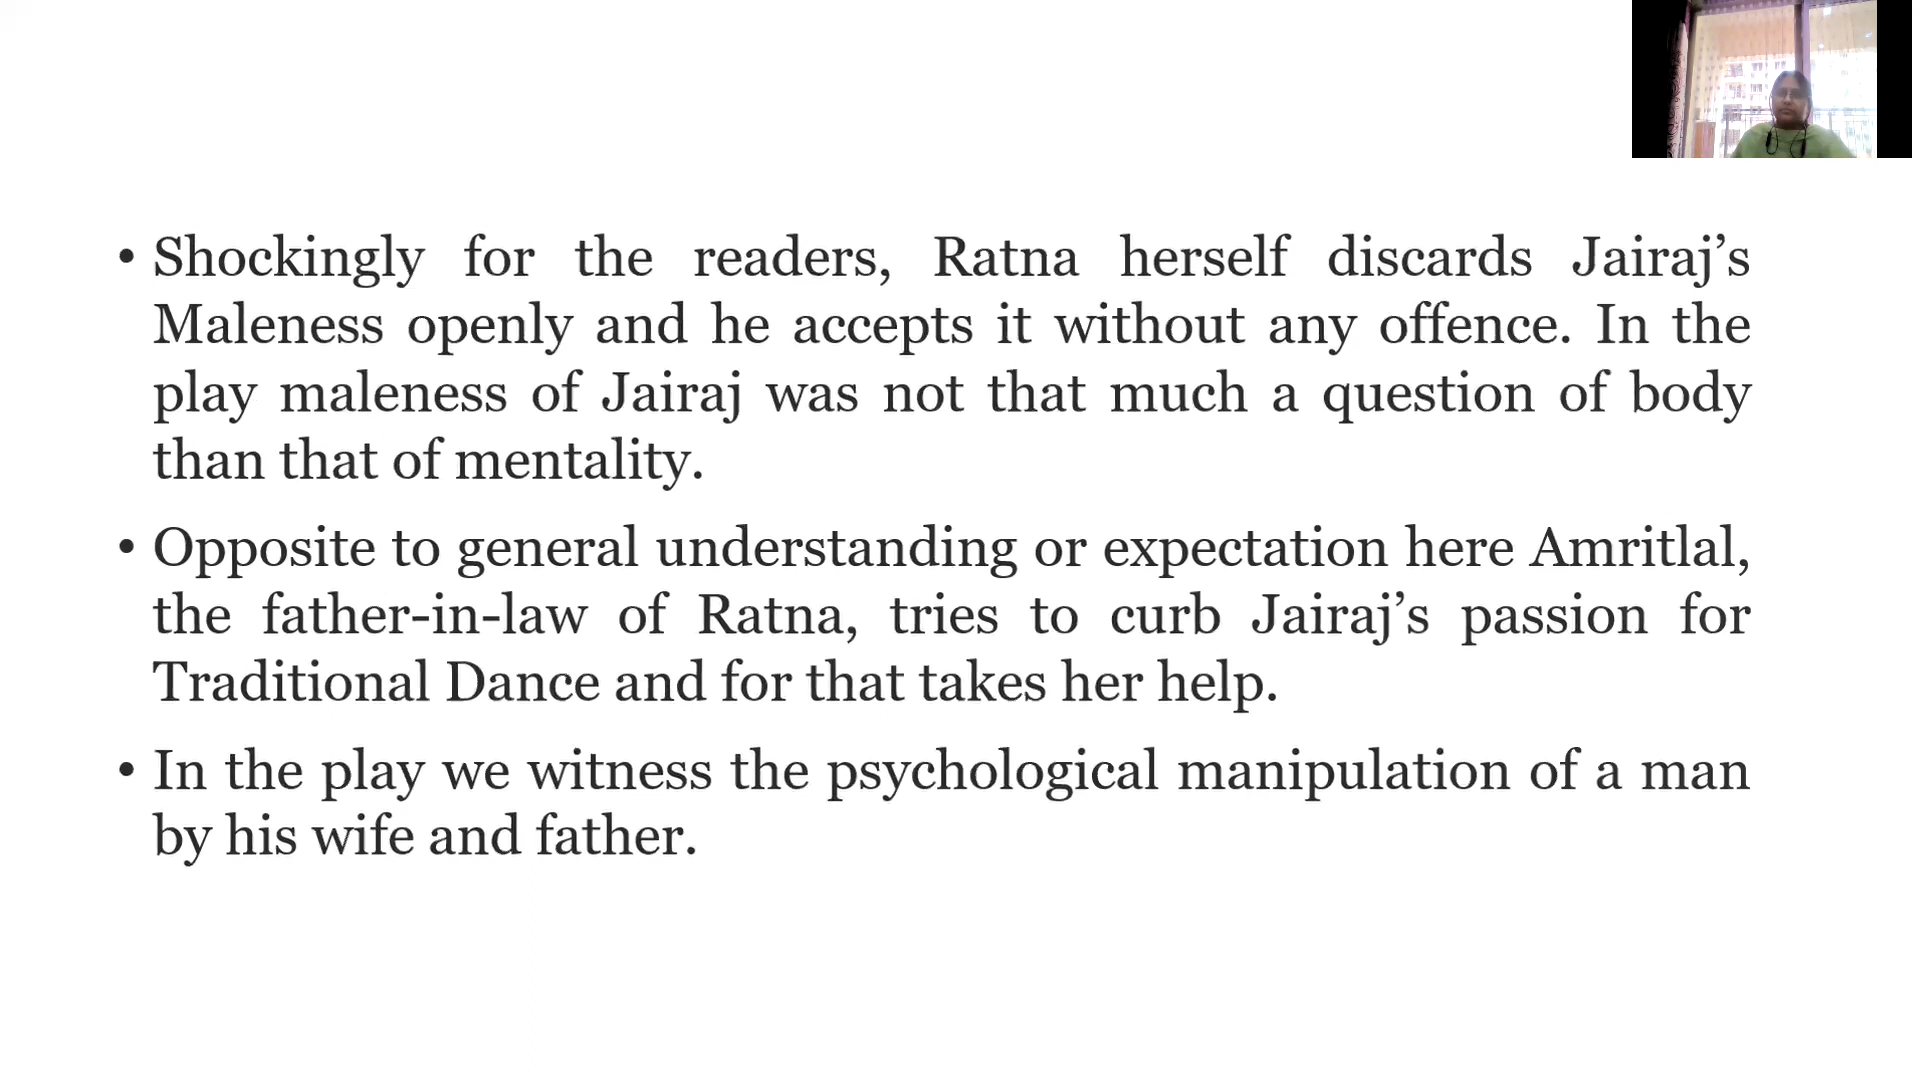 • Shockingly for the readers, Ratna herself discards Jairaj’s
Maleness openly and he accepts it without any offence. In the
play maleness of Jairaj was not that much a question of body
than that of mentality.
• Opposite to general understanding or expectation here Amritlal,
the father-in-law of Ratna, tries to curb Jairaj’s passion for
Traditional Dance and for that takes her help.
• In the play we witness the psychological manipulation of a man
by his wife and father.